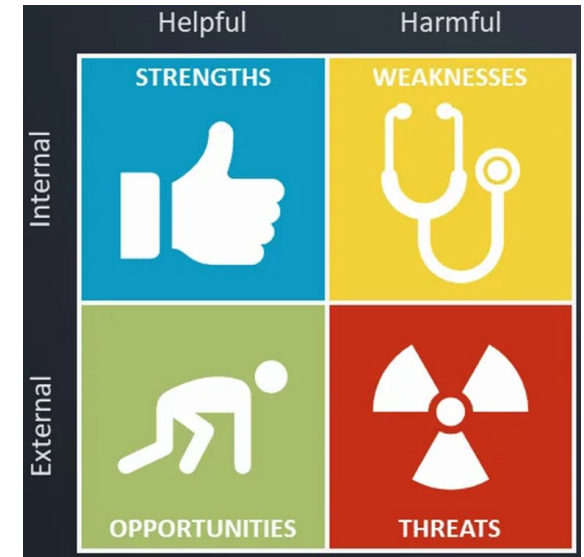 Helpful Harmful
STRENGTHS WEAKNESSES
Internal
External
OPPORTUNITIES THREATS